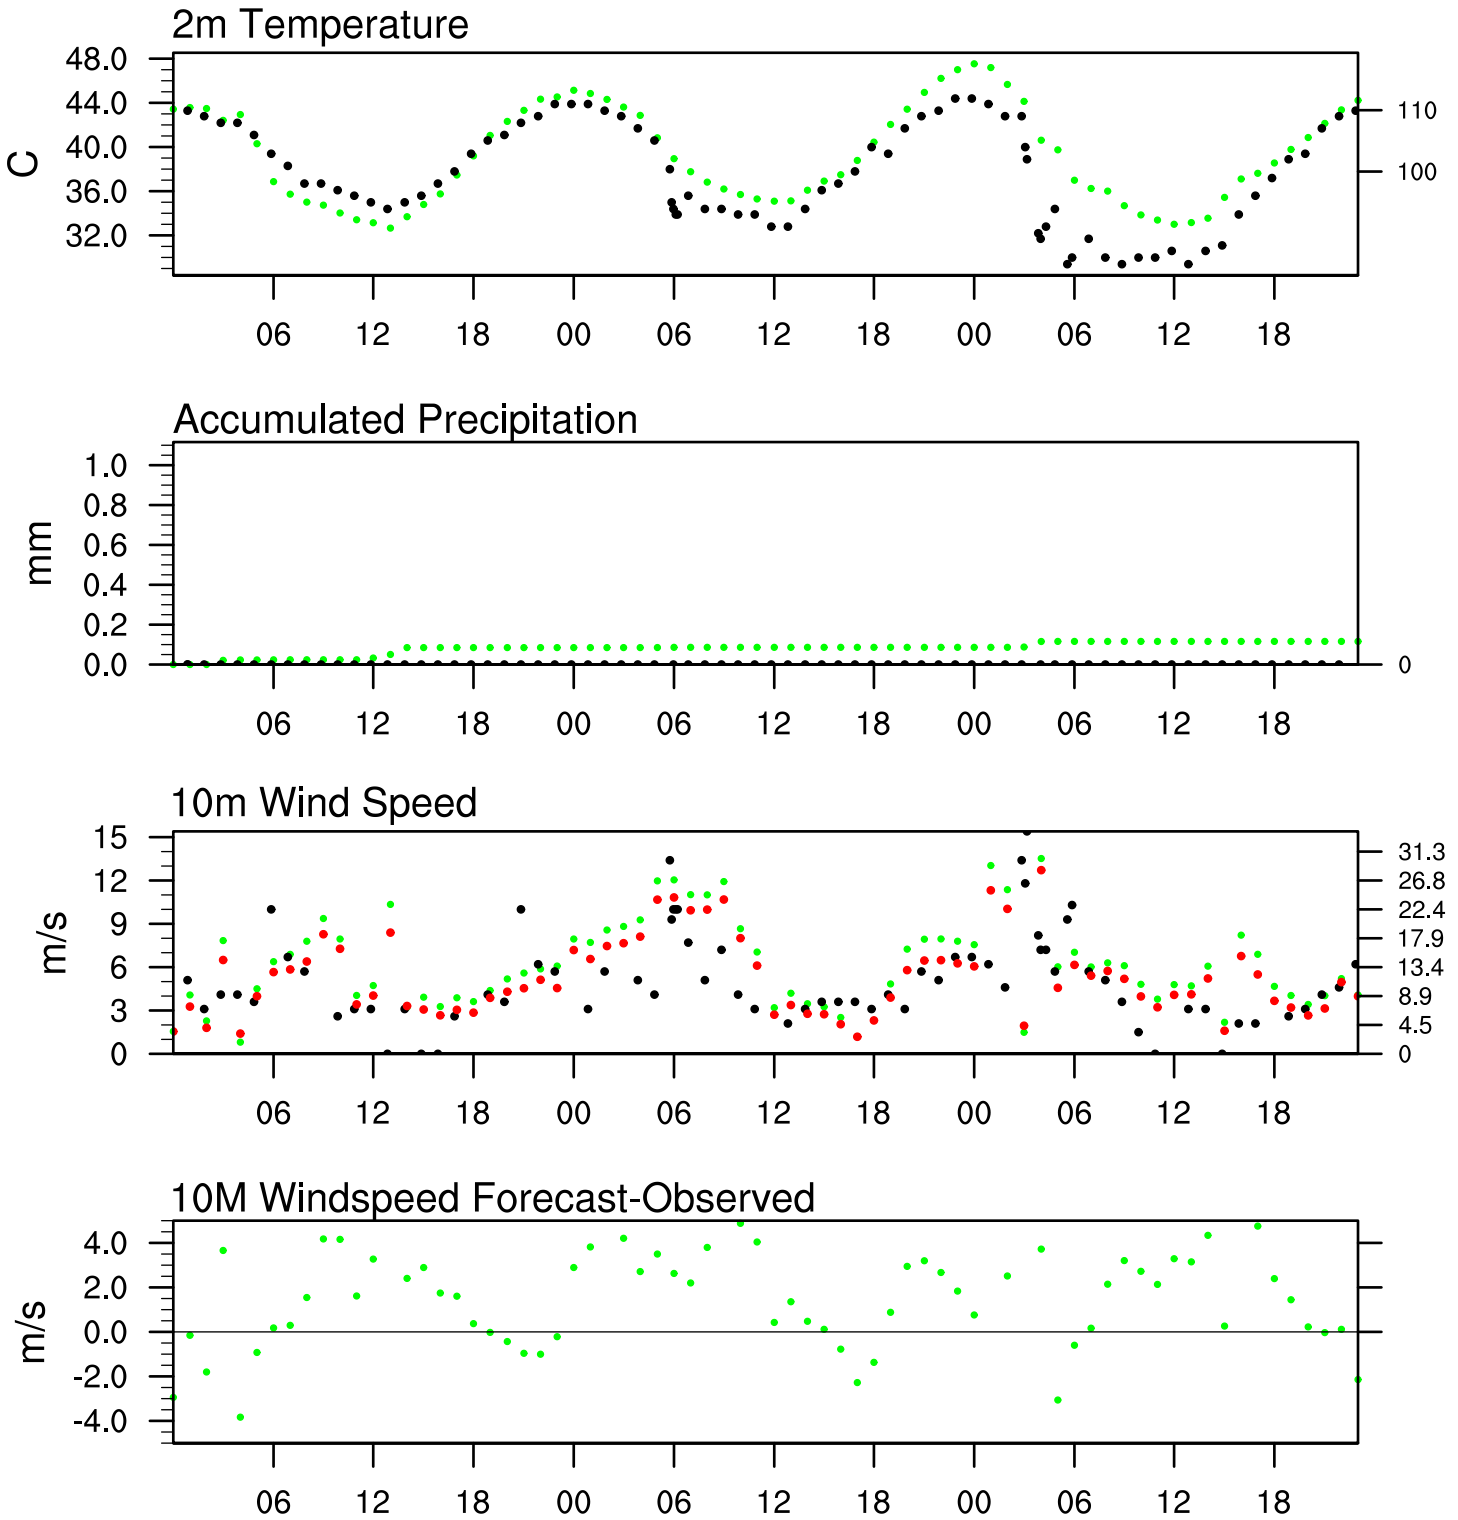 2m Temperature
48.0
44.0
40.0
36.0
32.0
C
110
100
06 12 18 00 06 12 18 00 06 12 18
Accumulated Precipitation
1.0
0.8
0.6
0.4
0.2
0.0
mm
0
06 12 18 00 06 12 18 00 06 12 18
10m Wind Speed
15
12
9
6
3
0
m/s
31.3
26.8
22.4
17.9
13.4
8.9
4.5
0
06 12 18 00 06 12 18 00 06 12 18
10M Windspeed Forecast-Observed
4.0
2.0
0.0
-2.0
-4.0
m/s
06 12 18 00 06 12 18 00 06 12 18